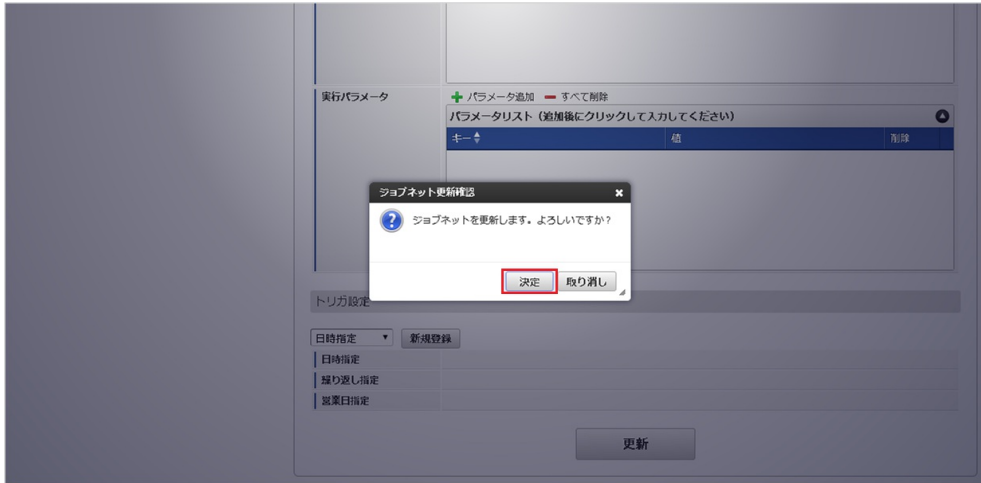 実行パラメータ
パラメータ追加 すべて削除
パラメータリスト（追加後にクリックして入力してください）
キー 値 削除
ジョブネット更新確認
ジョブネットを更新します。よろしいですか？
決定 取り消し
トリガ設定
日時指定 新規登録
日時指定
繰り返し指定
営業日指定
更新